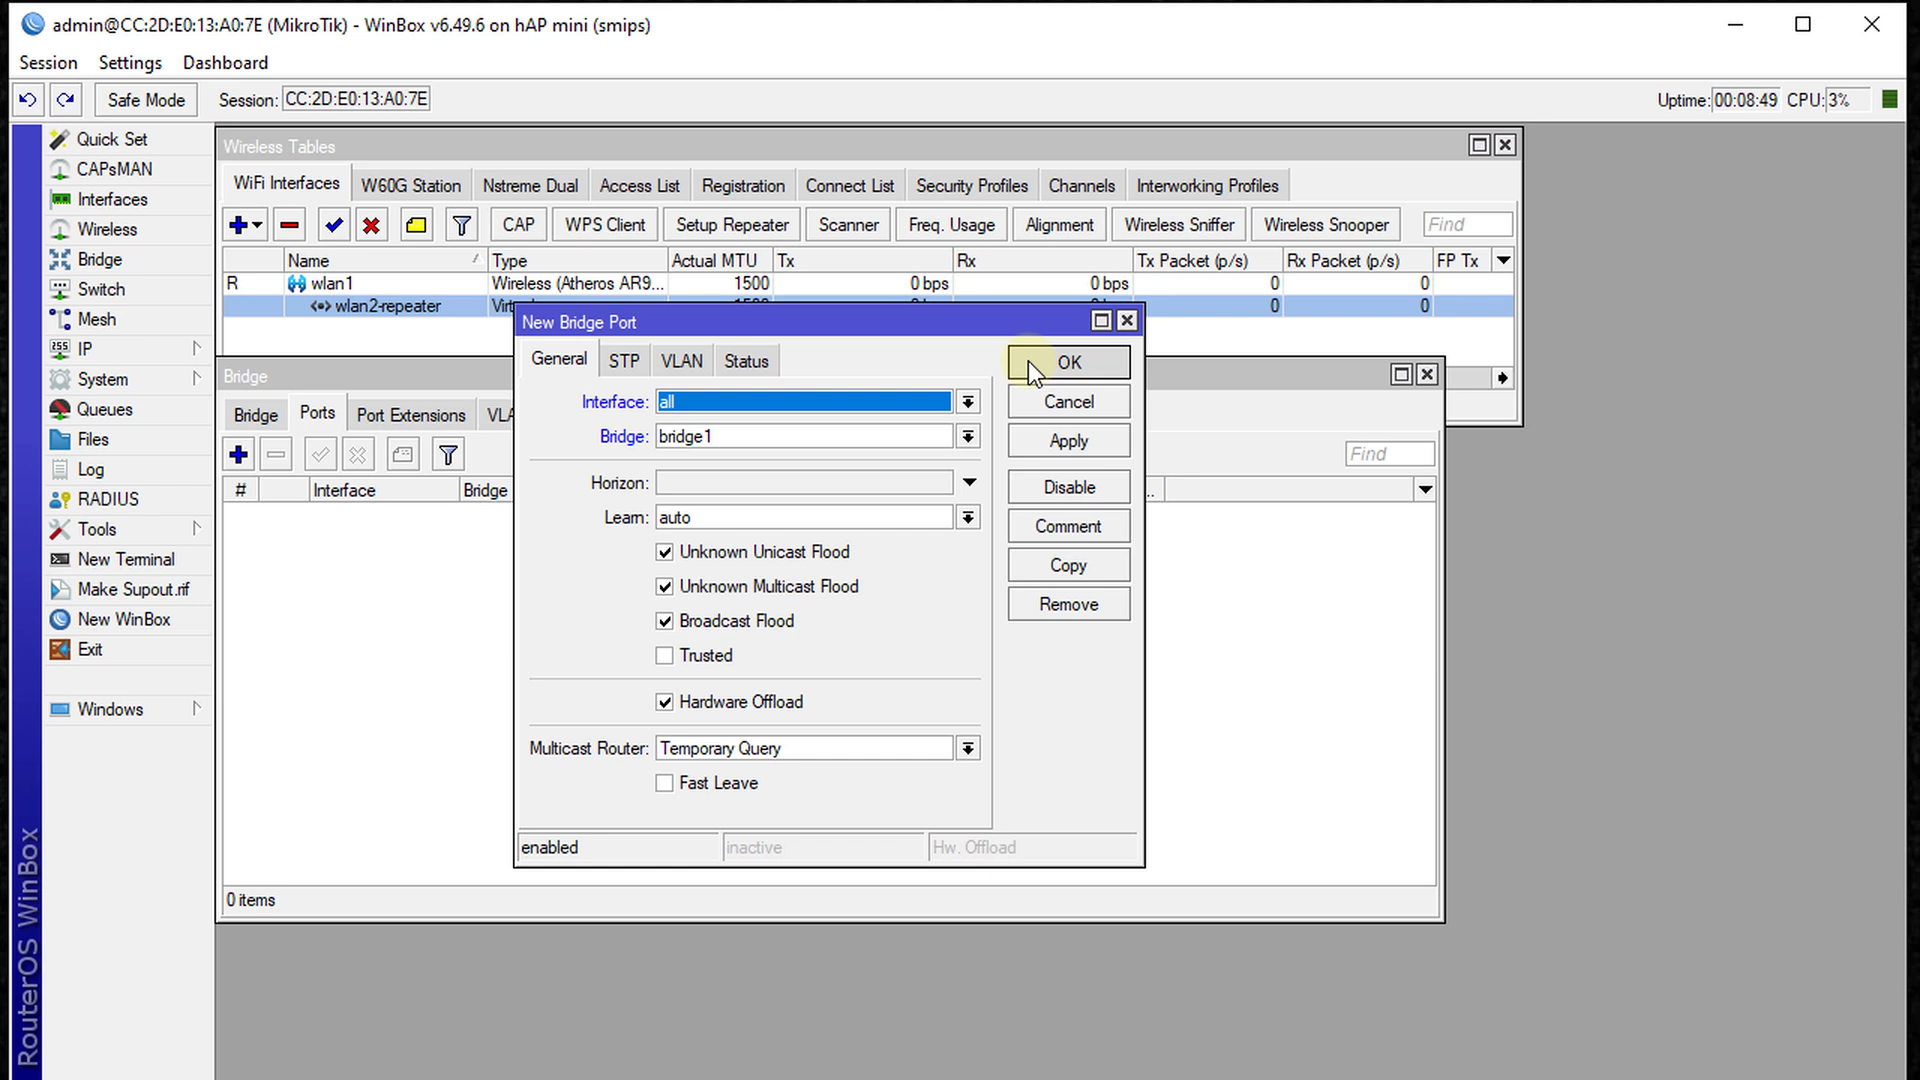 admin@CC:2D:E0:13:A0:7E (MikroTik) - WinBox v6.49.6 on hAP mini (smips)
Session Settings Dashboard
Safe Mode Session: CC:2D:E0:13:A0:7E Uptime: 00:08:49 CPU: 3%
Quick Set
CAPsMAN
Interfaces
Wireless
Bridge
Switch
Mesh
IP
System
Queues
Files
Log
RADIUS
Tools
New Terminal
Make Supout.rif
New WinBox
Exit
Windows
RouterOS WinBox
Wireless Tables
WiFi Interfaces W60G Station Nstreme Dual Access List Registration Connect List Security Profiles Channels Interworking Profiles
CAP WPS Client Setup Repeater Scanner Freq. Usage Alignment Wireless Sniffer Wireless Snooper Find
Name Type Actual MTU Tx Rx Tx Packet (p/s) Rx Packet (p/s) FP Tx
R wlan1 Wireless (Atheros AR9... 1500 0 bps 0 bps 0 0
wlan2-repeater 0 0
Bridge
Bridge Ports Port Extensions
Find
# Interface Bridge
0 items
New Bridge Port
General STP VLAN Status
Interface: all
Bridge: bridge1
Horizon:
Learn: auto
Unknown Unicast Flood
Unknown Multicast Flood
Broadcast Flood
Trusted
Hardware Offload
Multicast Router: Temporary Query
Fast Leave
enabled inactive Hw. Offload
OK
Cancel
Apply
Disable
Comment
Copy
Remove